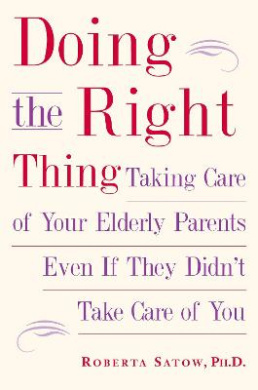 Doing
the Right
Thing Taking Care
of Your Elderly Parents
Even If They Didn't
Take Care of You
ROBERTA SATOW, PH.D.